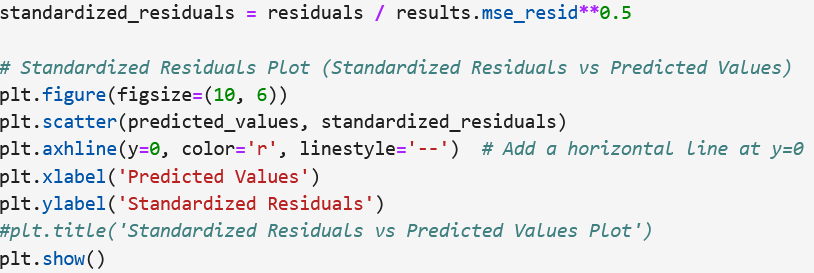 standardized_residuals = residuals / results.mse_resid**0.5
# Standardized Residuals Plot (Standardized Residuals vs Predicted Values)
plt.figure(figsize=(10, 6))
plt.scatter(predicted_values, standardized_residuals)
plt.axhline(y=0, color='r', linestyle='--')  # Add a horizontal line at y=0
plt.xlabel('Predicted Values')
plt.ylabel('Standardized Residuals')
#plt.title('Standardized Residuals vs Predicted Values Plot')
plt.show()